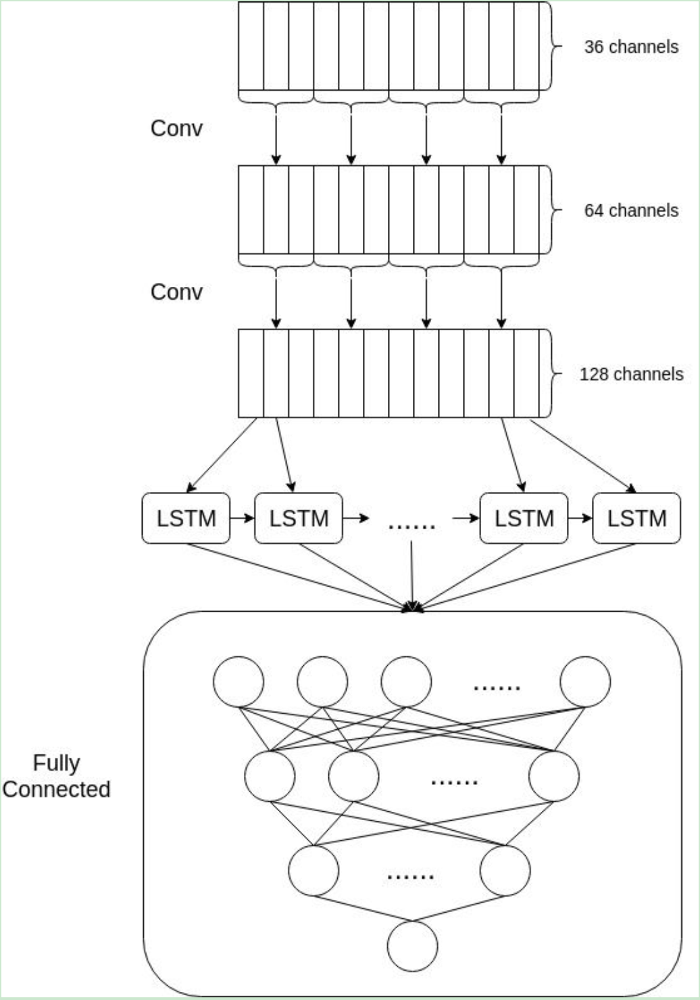 36 channels
Conv
64 channels
Conv
128 channels
LSTM
LSTM
......
LSTM
LSTM
......
Fully
Connected
......
......